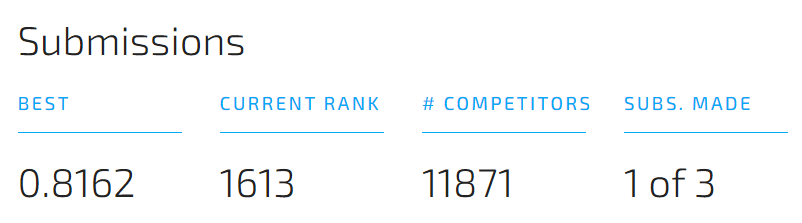 Submissions
BEST CURRENT RANK # COMPETITORS SUBS. MADE
0.8162 1613 11871 1 of 3